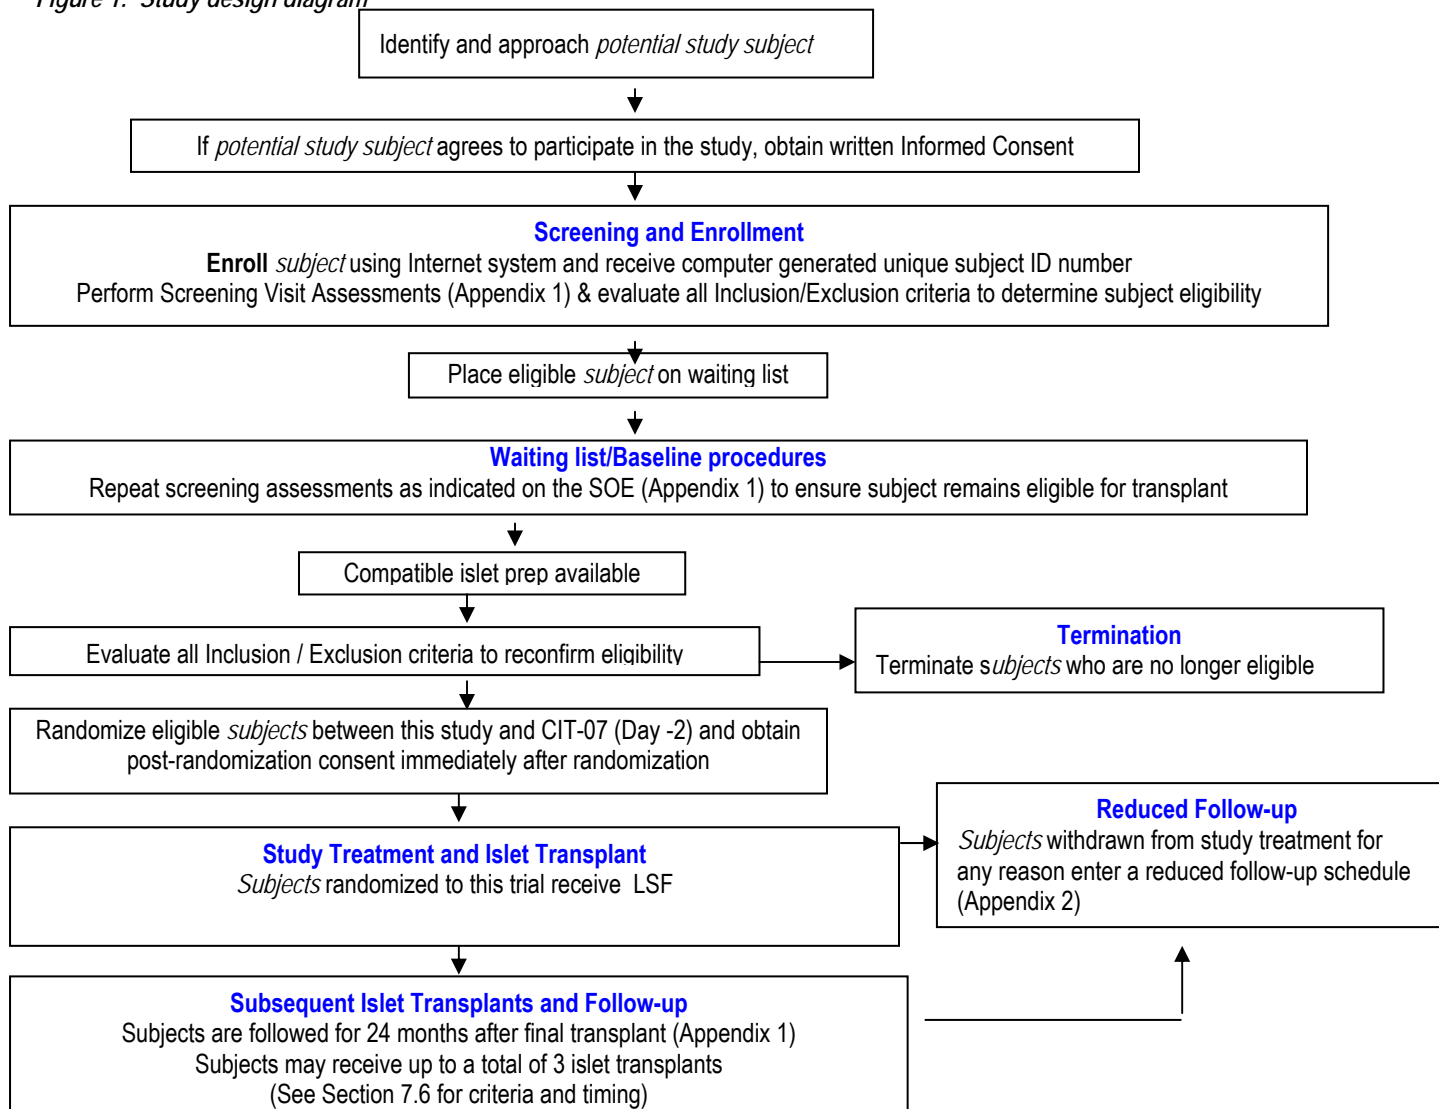 Figure 1. Study design diagram
Identify and approach potential study subject
If potential study subject agrees to participate in the study, obtain written Informed Consent
Screening and Enrollment
Enroll subject using Internet system and receive computer generated unique subject ID number
Perform Screening Visit Assessments (Appendix 1) & evaluate all Inclusion/Exclusion criteria to determine subject eligibility
Place eligible subject on waiting list
Waiting list/Baseline procedures
Repeat screening assessments as indicated on the SOE (Appendix 1) to ensure subject remains eligible for transplant
Compatible islet prep available
Evaluate all Inclusion / Exclusion criteria to reconfirm eligibility
Termination
Terminate subjects who are no longer eligible
Randomize eligible subjects between this study and CIT-07 (Day -2) and obtain
post-randomization consent immediately after randomization
Reduced Follow-up
Subjects withdrawn from study treatment for
any reason enter a reduced follow-up schedule
(Appendix 2)
Study Treatment and Islet Transplant
Subjects randomized to this trial receive LSF
Subsequent Islet Transplants and Follow-up
Subjects are followed for 24 months after final transplant (Appendix 1)
Subjects may receive up to a total of 3 islet transplants
(See Section 7.6 for criteria and timing)